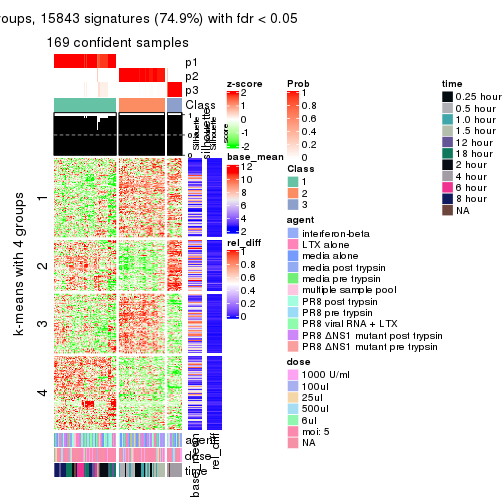 oups, 15843 signatures (74.9%) with fdr < 0.05
169 confident samples
p1
p2
p3
Class
1
0.5
0
silhouette
k-means with 4 groups
1
2
3
4
agent
dose
time
base_mean
rel_diff
z-score
2
1
0
-1
-2
base_mean
12
10
8
6
4
2
rel_diff
1
0.8
0.6
0.4
0.2
0
Prob
1
0.8
0.6
0.4
0.2
0
Class
1
2
3
agent
interferon-beta
LTX alone
media alone
media post trypsin
media pre trypsin
multiple sample pool
PR8 post trypsin
PR8 pre trypsin
PR8 viral RNA + LTX
PR8 ΔNS1 mutant post trypsin
PR8 ΔNS1 mutant pre trypsin
dose
1000 U/ml
100ul
25ul
500ul
6ul
moi: 5
NA
time
0.25 hour
0.5 hour
1.0 hour
1.5 hour
12 hour
18 hour
2 hour
4 hour
6 hour
8 hour
NA